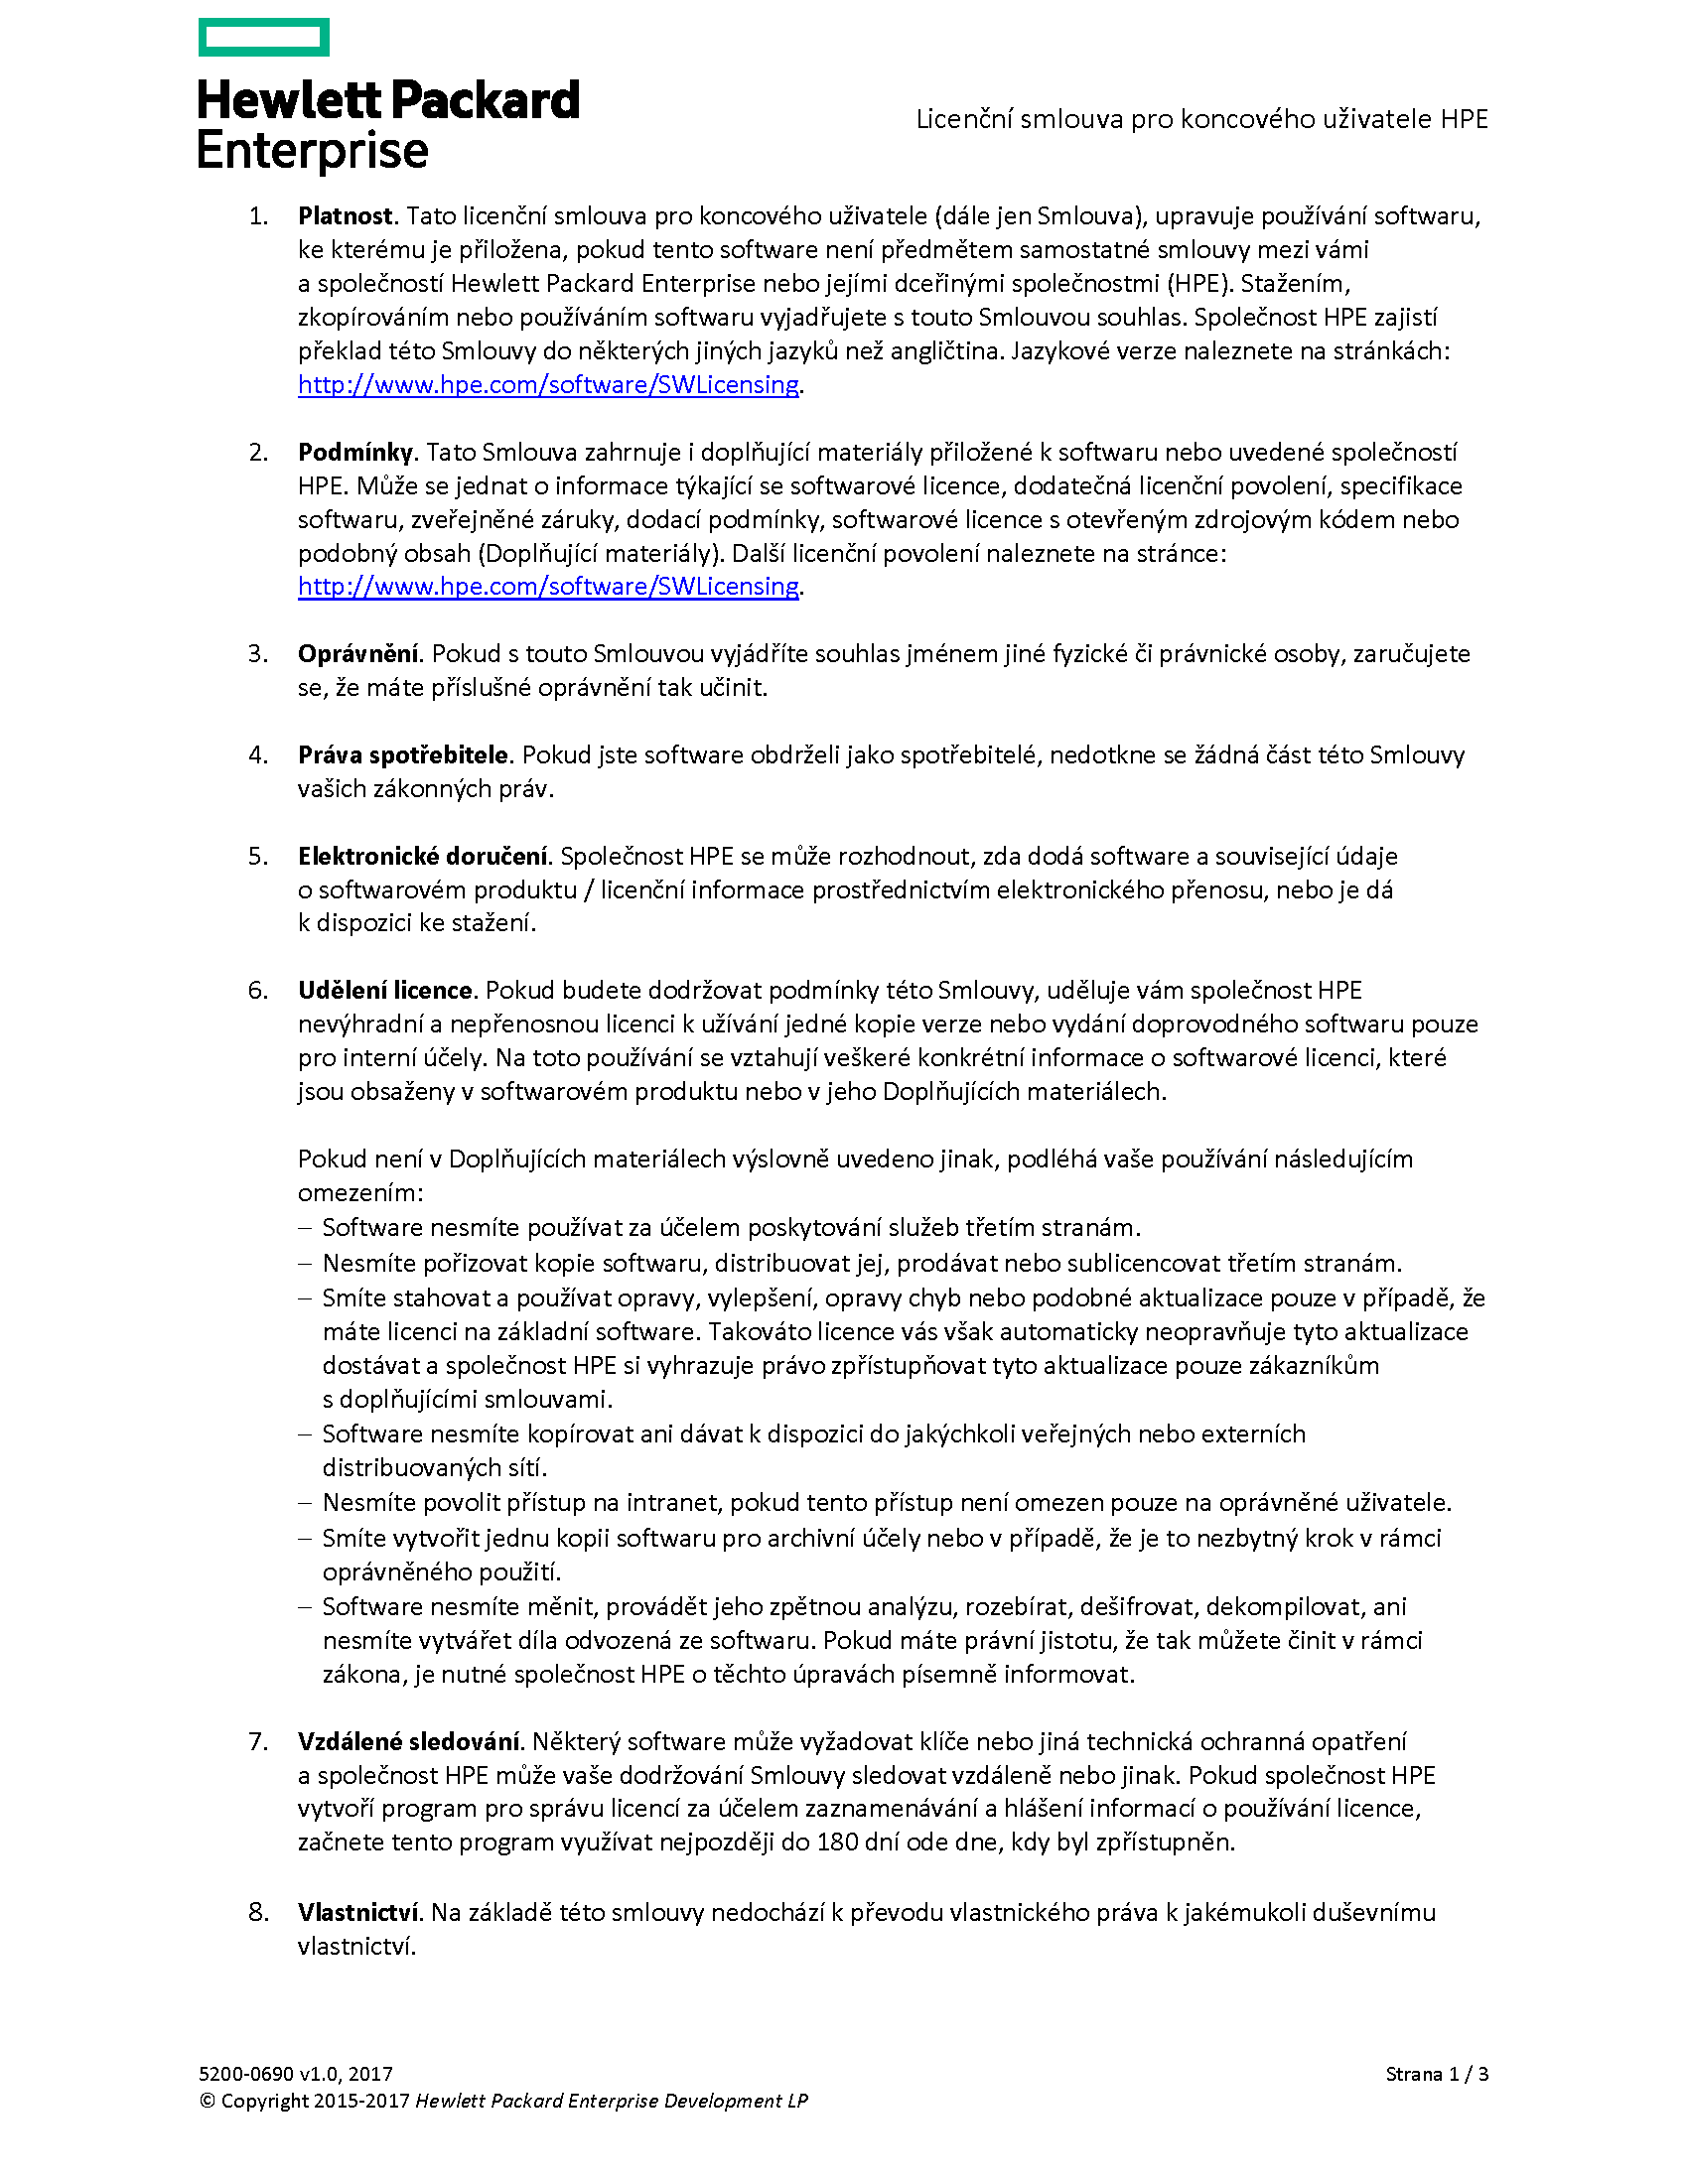 Hewlett Packard
Enterprise
Licenční smlouva pro koncového uživatele HPE
1. Platnost. Tato licenční smlouva pro koncového uživatele (dále jen Smlouva), upravuje používání softwaru,
ke kterému je přiložena, pokud tento software není předmětem samostatné smlouvy mezi vámi
a společností Hewlett Packard Enterprise nebo jejími dceřinými společnostmi (HPE). Stažením,
zkopírováním nebo používáním softwaru vyjadřujete s touto Smlouvou souhlas. Společnost HPE zajistí
překlad této Smlouvy do některých jiných jazyků než angličtina. Jazykové verze naleznete na stránkách:
http://www.hpe.com/software/SWLicensing.
2. Podmínky. Tato Smlouva zahrnuje i doplňující materiály přiložené k softwaru nebo uvedené společností
HPE. Může se jednat o informace týkající se softwarové licence, dodatečná licenční povolení, specifikace
softwaru, zveřejněné záruky, dodací podmínky, softwarové licence s otevřeným zdrojovým kódem nebo
podobný obsah (Doplňující materiály). Další licenční povolení naleznete na stránce:
http://www.hpe.com/software/SWLicensing.
3. Oprávnění. Pokud s touto Smlouvou vyjádříte souhlas jménem jiné fyzické či právnické osoby, zaručujete
se, že máte příslušné oprávnění tak učinit.
4. Práva spotřebitele. Pokud jste software obdrželi jako spotřebitelé, nedotkne se žádná část této Smlouvy
vašich zákonných práv.
5. Elektronické doručení. Společnost HPE se může rozhodnout, zda dodá software a související údaje
o softwarovém produktu / licenční informace prostřednictvím elektronického přenosu, nebo je dá
k dispozici ke stažení.
6. Udělení licence. Pokud budete dodržovat podmínky této Smlouvy, uděluje vám společnost HPE
nevýhradní a nepřenosnou licenci k užívání jedné kopie verze nebo vydání doprovodného softwaru pouze
pro interní účely. Na toto používání se vztahují veškeré konkrétní informace o softwarové licenci, které
jsou obsaženy v softwarovém produktu nebo v jeho Doplňujících materiálech.
Pokud není v Doplňujících materiálech výslovně uvedeno jinak, podléhá vaše používání následujícím
omezením:
– Software nesmíte používat za účelem poskytování služeb třetím stranám.
– Nesmíte pořizovat kopie softwaru, distribuovat jej, prodávat nebo sublicencovat třetím stranám.
– Smíte stahovat a používat opravy, vylepšení, opravy chyb nebo podobné aktualizace pouze v případě, že
máte licenci na základní software. Takováto licence vás však automaticky neopravňuje tyto aktualizace
dostávat a společnost HPE si vyhrazuje právo zpřístupňovat tyto aktualizace pouze zákazníkům
s doplňujícími smlouvami.
– Software nesmíte kopírovat ani dávat k dispozici do jakýchkoli veřejných nebo externích
distribuovaných sítí.
– Nesmíte povolit přístup na intranet, pokud tento přístup není omezen pouze na oprávněné uživatele.
– Smíte vytvořit jednu kopii softwaru pro archivní účely nebo v případě, že je to nezbytný krok v rámci
oprávněného použití.
– Software nesmíte měnit, provádět jeho zpětnou analýzu, rozebírat, dešifrovat, dekompilovat, ani
nesmíte vytvářet díla odvozená ze softwaru. Pokud máte právní jistotu, že tak můžete činit v rámci
zákona, je nutné společnost HPE o těchto úpravách písemně informovat.
7. Vzdálené sledování. Některý software může vyžadovat klíče nebo jiná technická ochranná opatření
a společnost HPE může vaše dodržování Smlouvy sledovat vzdáleně nebo jinak. Pokud společnost HPE
vytvoří program pro správu licencí za účelem zaznamenávání a hlášení informací o používání licence,
začnete tento program využívat nejpozději do 180 dní ode dne, kdy byl zpřístupněn.
8. Vlastnictví. Na základě této smlouvy nedochází k převodu vlastnického práva k jakémukoli duševnímu
vlastnictví.
5200-0690 v1.0, 2017
Strana 1 / 3
© Copyright 2015-2017 Hewlett Packard Enterprise Development LP